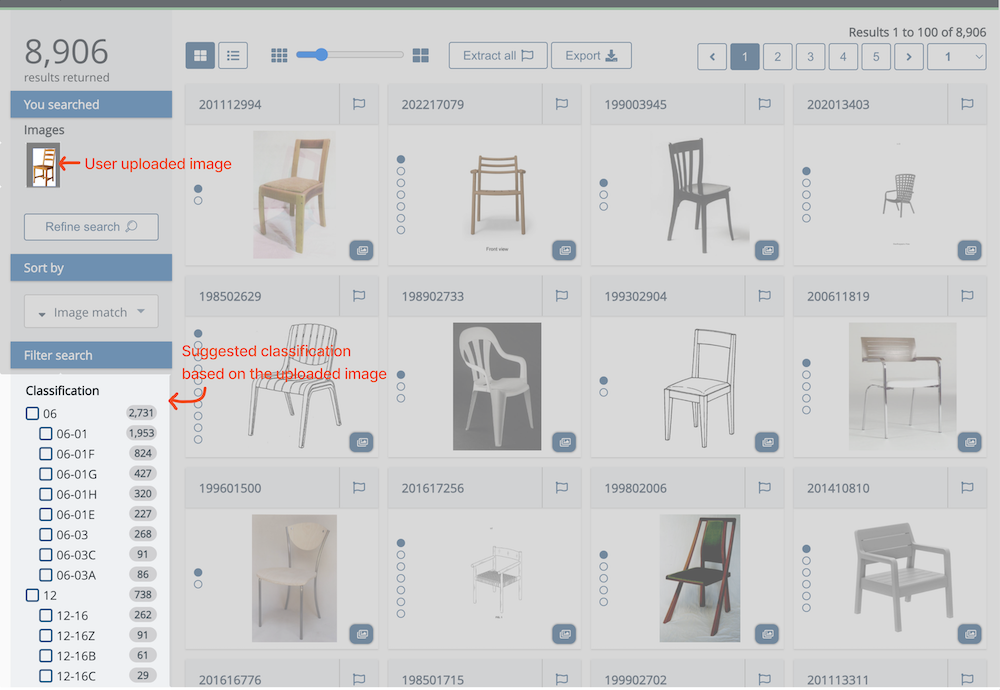 8,906
results returned
You searched
Images
User uploaded image
Refine search
Sort by
Image match
Filter search
Suggested classification
based on the uploaded image
Classification
06 2,731
06-01 1,953
06-01F 824
06-01G 427
06-01H 320
06-01E 227
06-03 268
06-03C 91
06-03A 86
12 738
12-16 262
12-16Z 91
12-16B 61
12-16C 29
Extract all
Export
Results 1 to 100 of 8,906
1 2 3 4 5 1
201112994 202217079 199003945 202013403
Front view
198502629 198902733 199302904 200611819
199601500 201617256 199802006 201410810
201616776 198501715 199902702 201113311